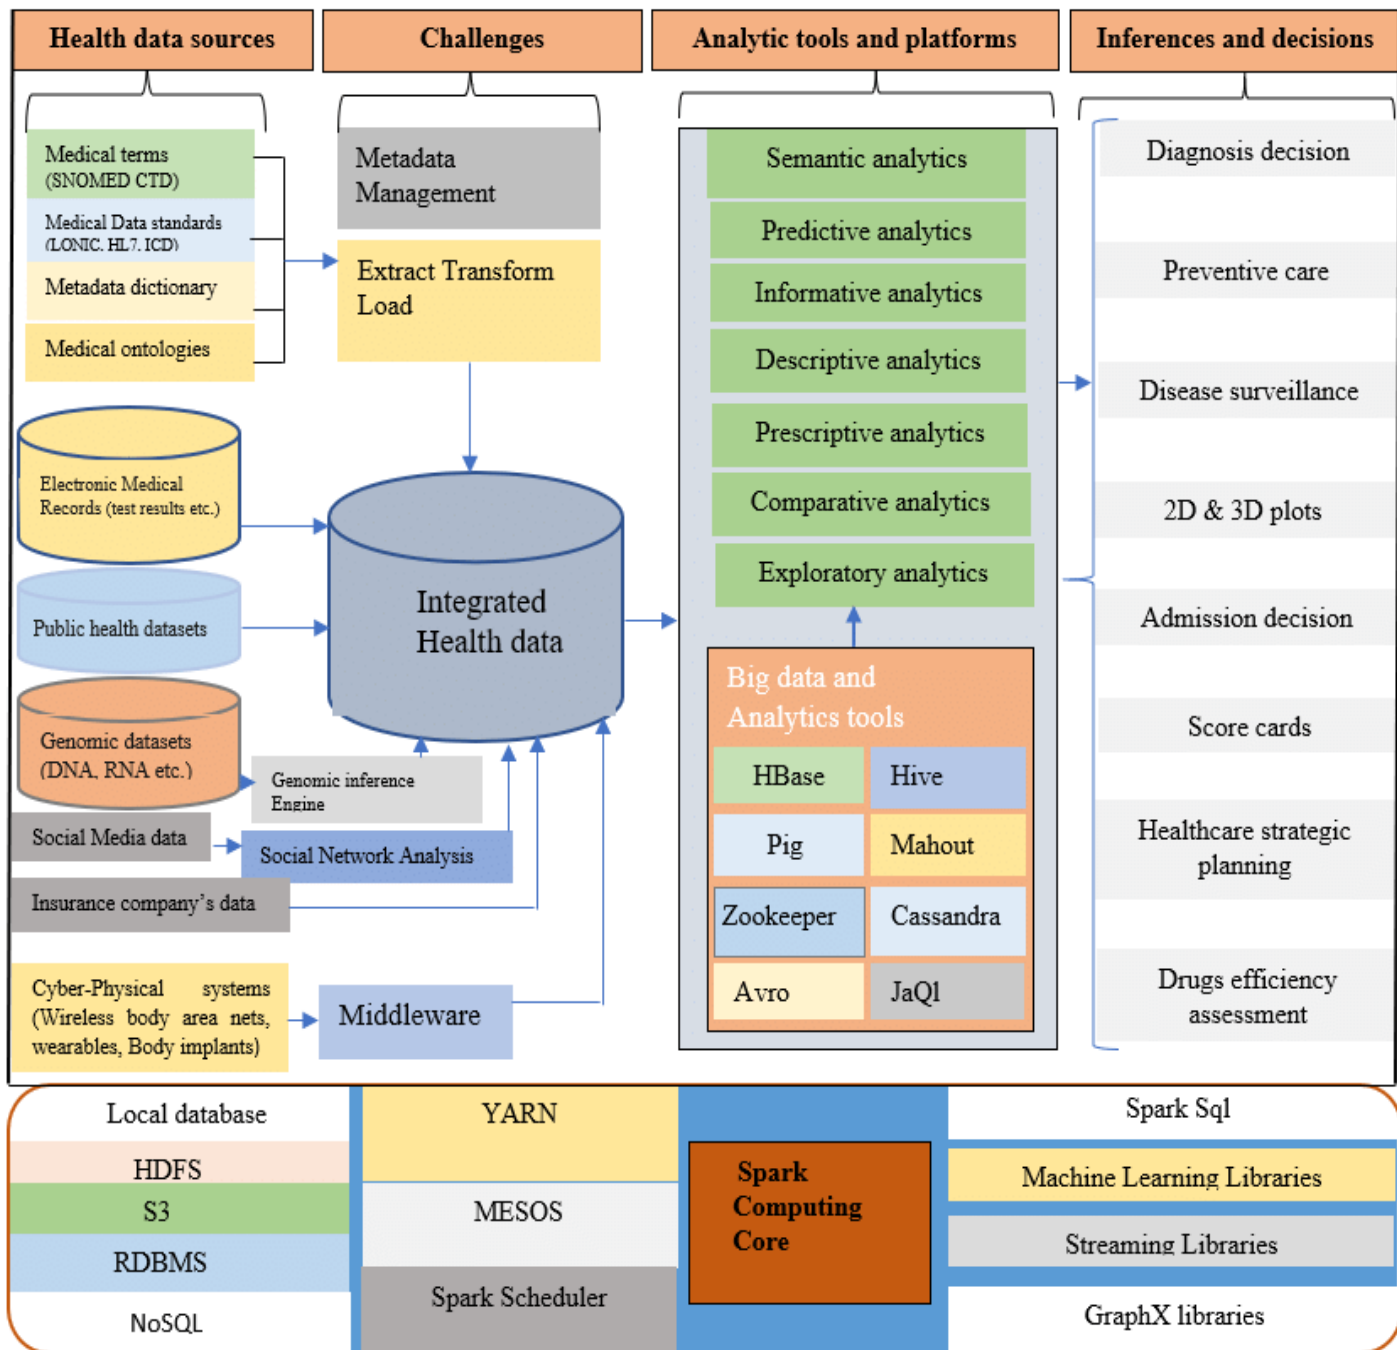 Health data sources
Challenges
Analytic tools and platforms
Inferences and decisions
Medical terms
(SNOMED CTD)
Medical Data standards
(LONIC, HL7, ICD)
Metadata dictionary
Medical ontologies
Electronic Medical
Records (test results etc.)
Public health datasets
Genomic datasets
(DNA, RNA etc.)
Social Media data
Insurance company’s data
Cyber-Physical systems
(Wireless body area nets,
wearables, Body implants)
Metadata
Management
Extract Transform
Load
Integrated
Health data
Genomic inference
Engine
Social Network Analysis
Middleware
Semantic analytics
Predictive analytics
Informative analytics
Descriptive analytics
Prescriptive analytics
Comparative analytics
Exploratory analytics
Big data and
Analytics tools
HBase
Hive
Pig
Mahout
Zookeeper
Cassandra
Avro
JaQl
Diagnosis decision
Preventive care
Disease surveillance
2D & 3D plots
Admission decision
Score cards
Healthcare strategic
planning
Drugs efficiency
assessment
Local database
HDFS
S3
RDBMS
NoSQL
YARN
MESOS
Spark Scheduler
Spark
Computing
Core
Spark Sql
Machine Learning Libraries
Streaming Libraries
GraphX libraries